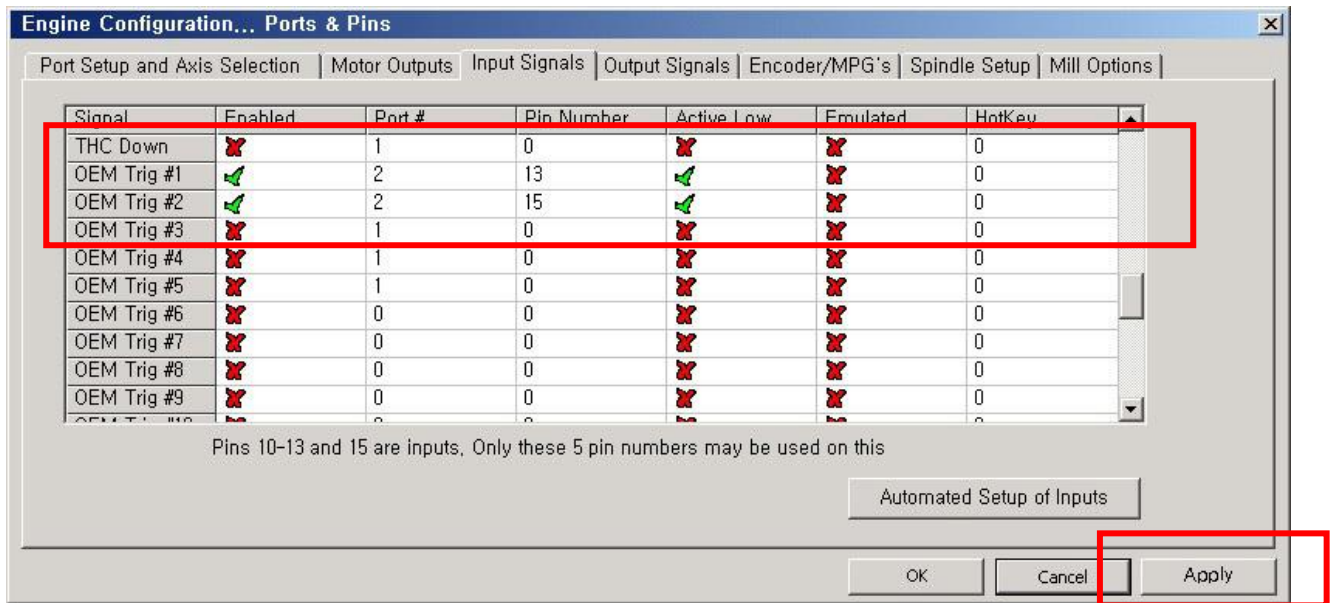 Engine Configuration... Ports & Pins
Port Setup and Axis Selection Motor Outputs Input Signals Output Signals Encoder/MPG's Spindle Setup Mill Options
Signal Enabled Port # Pin Number Active Low Emulated HotKey
THC Down 1 0 0
OEM Trig #1 2 13 0
OEM Trig #2 2 15 0
OEM Trig #3 1 0 0
OEM Trig #4 1 0 0
OEM Trig #5 1 0 0
OEM Trig #6 0 0 0
OEM Trig #7 0 0 0
OEM Trig #8 0 0 0
OEM Trig #9 0 0 0
Pins 10-13 and 15 are inputs, Only these 5 pin numbers may be used on this
Automated Setup of Inputs
OK Cancel Apply